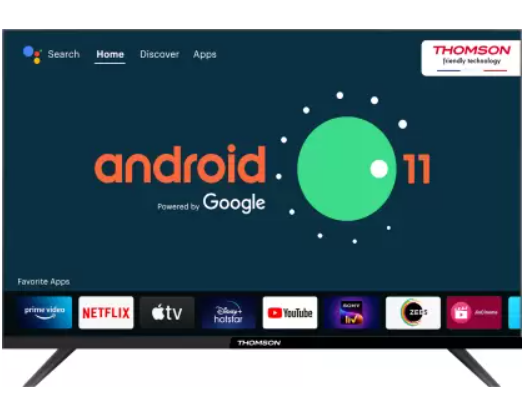 Search Home Discover Apps
THOMSON
friendly technology
android 11
Powered by Google
Favorite Apps
prime video NETFLIX tv Disney+ hotstar YouTube SONY liv ZEE5 JioCinema
THOMSON